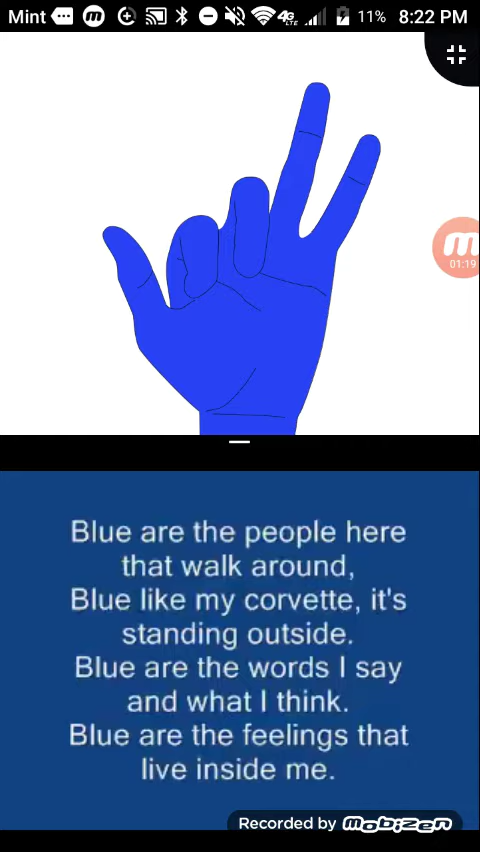 Mint 4G LTE 11% 8:22 PM
01:19
Blue are the people here
that walk around,
Blue like my corvette, it's
standing outside.
Blue are the words I say
and what I think.
Blue are the feelings that
live inside me.
Recorded by mobizen